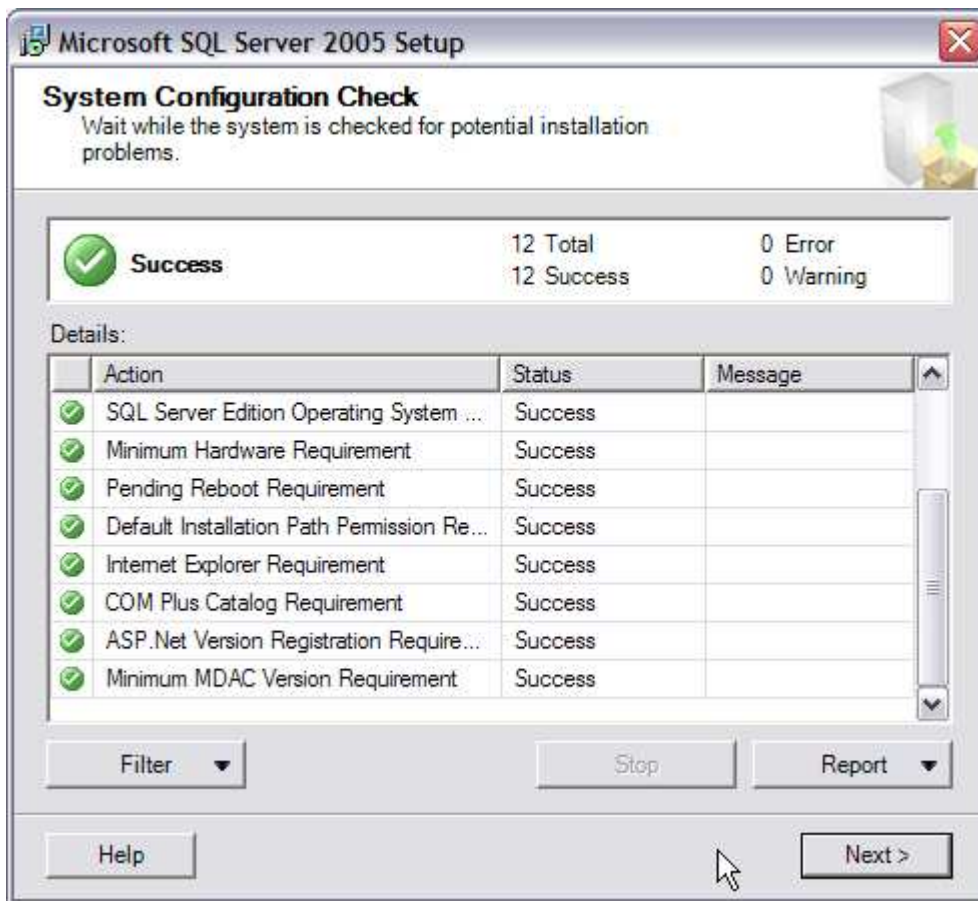 Microsoft SQL Server 2005 Setup
System Configuration Check
Wait while the system is checked for potential installation
problems.
Success
12 Total
0 Error
12 Success
0 Warning
Details:
Action Status Message
SQL Server Edition Operating System ... Success
Minimum Hardware Requirement Success
Pending Reboot Requirement Success
Default Installation Path Permission Re... Success
Internet Explorer Requirement Success
COM Plus Catalog Requirement Success
ASP.Net Version Registration Require... Success
Minimum MDAC Version Requirement Success
Filter Stop Report
Help Next >